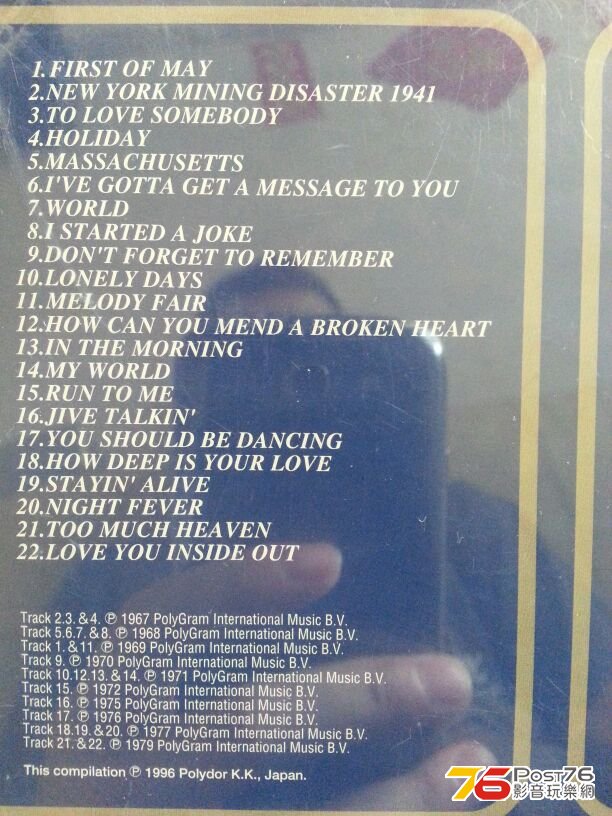 1.FIRST OF MAY
2.NEW YORK MINING DISASTER 1941
3.TO LOVE SOMEBODY
4.HOLIDAY
5.MASSACHUSETTS
6.I'VE GOTTA GET A MESSAGE TO YOU
7.WORLD
8.I STARTED A JOKE
9.DON'T FORGET TO REMEMBER
10.LONELY DAYS
11.MELODY FAIR
12.HOW CAN YOU MEND A BROKEN HEART
13.IN THE MORNING
14.MY WORLD
15.RUN TO ME
16.JIVE TALKIN'
17.YOU SHOULD BE DANCING
18.HOW DEEP IS YOUR LOVE
19.STAYIN' ALIVE
20.NIGHT FEVER
21.TOO MUCH HEAVEN
22.LOVE YOU INSIDE OUT
Track 2.3. & 4. ℗ 1967 PolyGram International Music B.V.
Track 5.6.7. & 8. ℗ 1968 PolyGram International Music B.V.
Track 1. & 11. ℗ 1969 PolyGram International Music B.V.
Track 9. ℗ 1970 PolyGram International Music B.V.
Track 10.12.13. & 14. ℗ 1971 PolyGram International Music B.V.
Track 15. ℗ 1972 PolyGram International Music B.V.
Track 16. ℗ 1975 PolyGram International Music B.V.
Track 17. ℗ 1976 PolyGram International Music B.V.
Track 18.19. & 20. ℗ 1977 PolyGram International Music B.V.
Track 21. & 22. ℗ 1979 PolyGram International Music B.V.
This compilation ℗ 1996 Polydor K.K., Japan.
76 Post76
影音玩樂網